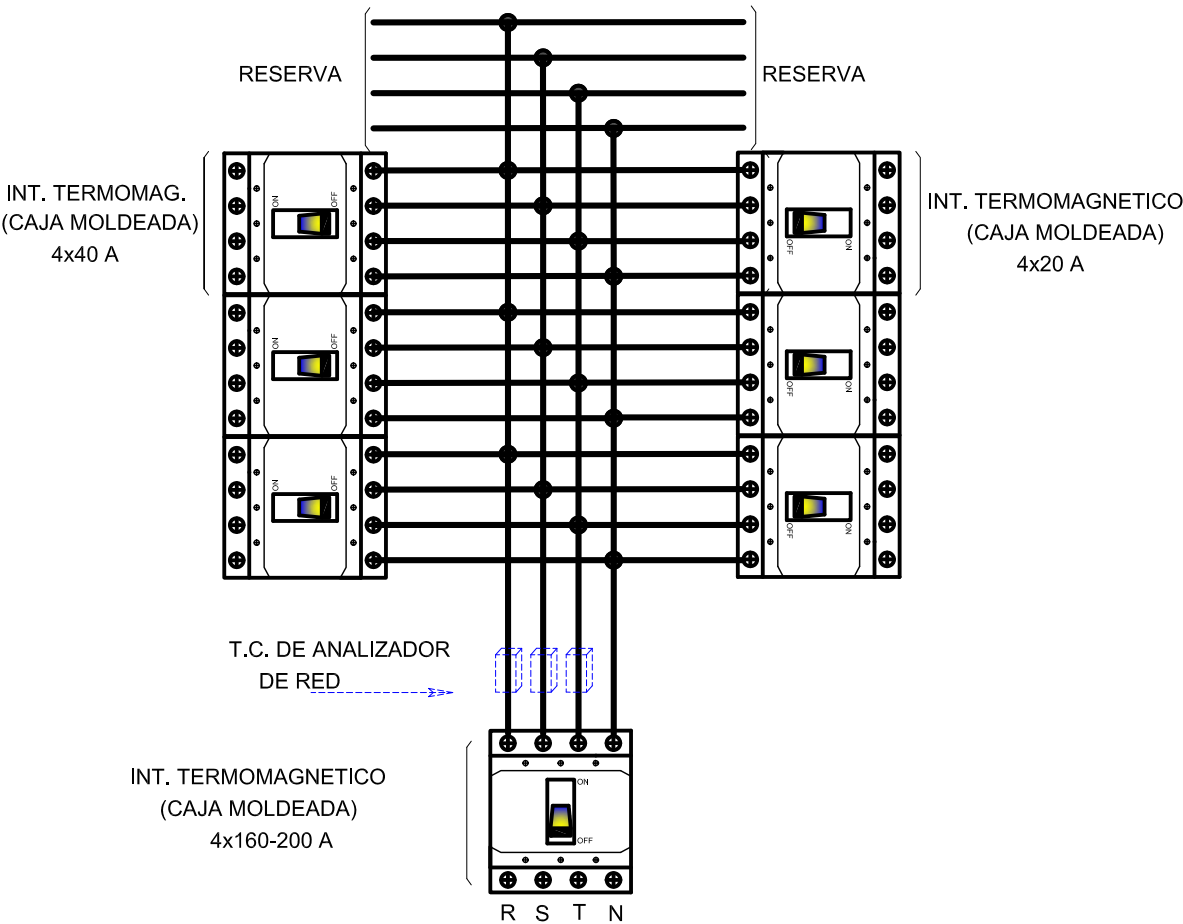 RESERVA
RESERVA
INT. TERMOMAG.
(CAJA MOLDEADA)
4x40 A
ON
OFF
ON
OFF
ON
OFF
OFF
ON
OFF
ON
OFF
ON
INT. TERMOMAGNETICO
(CAJA MOLDEADA)
4x20 A
T.C. DE ANALIZADOR
DE RED
INT. TERMOMAGNETICO
(CAJA MOLDEADA)
4x160-200 A
ON
OFF
R S T N